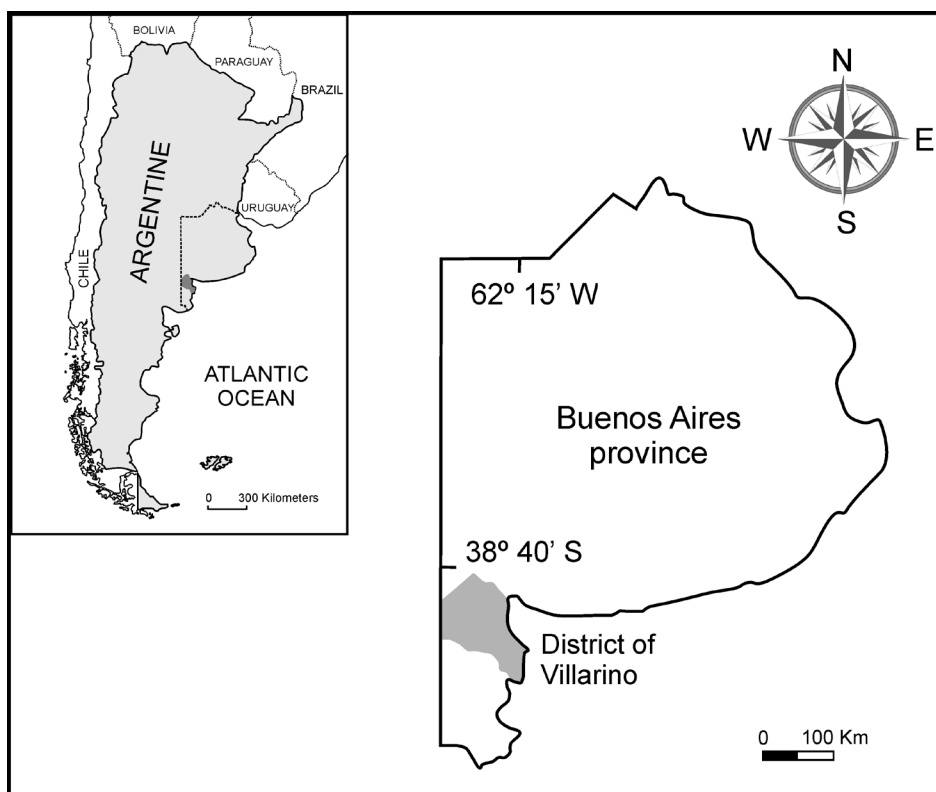 BOLIVIA
PARAGUAY
BRAZIL
ARGENTINE
URUGUAY
CHILE
ATLANTIC
OCEAN
0 300 Kilometers
N
W E
S
62º 15’ W
Buenos Aires
province
38º 40’ S
District of
Villarino
0 100 Km